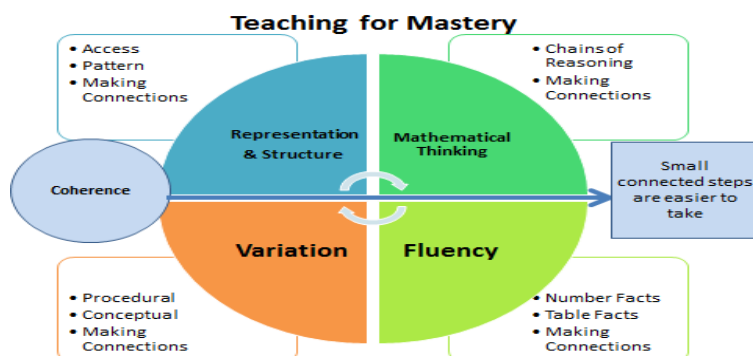 Teaching for Mastery
• Access
• Pattern
• Making
Connections
• Chains of
Reasoning
• Making
Connections
Representation
& Structure
Mathematical
Thinking
Coherence
Small
connected steps
are easier to
take
Variation
Fluency
• Procedural
• Conceptual
• Making
Connections
• Number Facts
• Table Facts
• Making
Connections